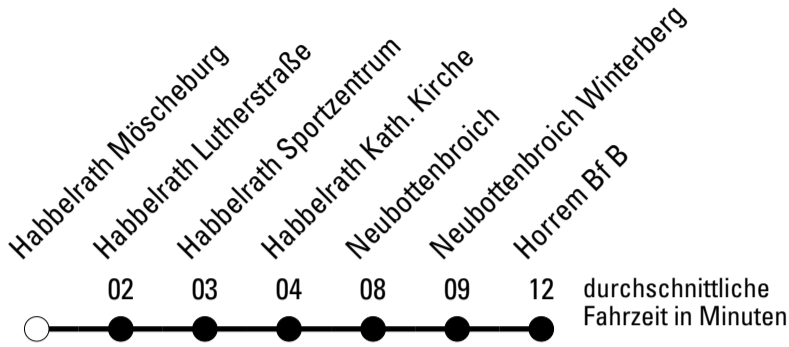 Habbelrath Möscheburg
Habbelrath Lutherstraße
Habbelrath Sportzentrum
Habbelrath Kath. Kirche
Neubottenbroich
Neubottenbroich Winterberg
Horrem Bf B
02 03 04 08 09 12 durchschnittliche
Fahrzeit in Minuten